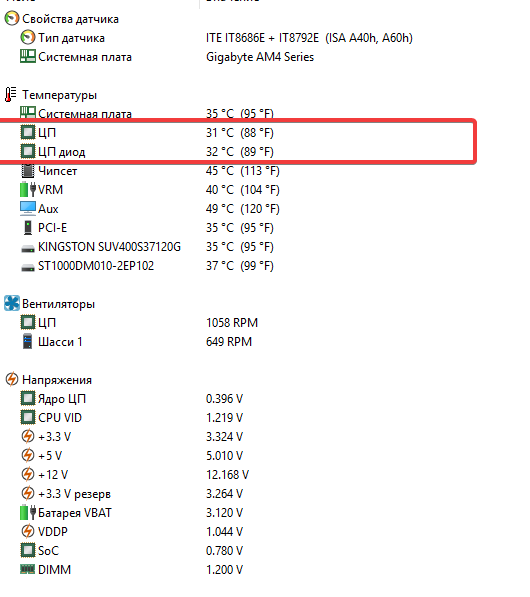 Свойства датчика
Тип датчика ITE IT8686E + IT8792E (ISA A40h, A60h)
Системная плата Gigabyte AM4 Series
Температуры
Системная плата 35 °C (95 °F)
ЦП 31 °C (88 °F)
ЦП диод 32 °C (89 °F)
Чипсет 45 °C (113 °F)
VRM 40 °C (104 °F)
Aux 49 °C (120 °F)
PCI-E 35 °C (95 °F)
KINGSTON SUV400S37120G 35 °C (95 °F)
ST1000DM010-2EP102 37 °C (99 °F)
Вентиляторы
ЦП 1058 RPM
Шасси 1 649 RPM
Напряжения
Ядро ЦП 0.396 V
CPU VID 1.219 V
+3.3 V 3.324 V
+5 V 5.010 V
+12 V 12.168 V
+3.3 V резерв 3.264 V
Батарея VBAT 3.120 V
VDDP 1.044 V
SoC 0.780 V
DIMM 1.200 V